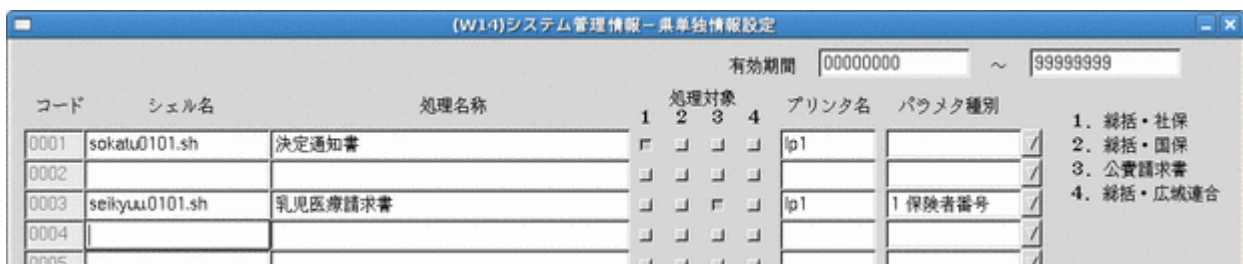 (W14)システム管理情報－県単独情報設定
有効期間 00000000 ～ 99999999
コード シェル名 処理名称 処理対象 プリンタ名 パラメタ種別
1 2 3 4
1. 総括・社保
2. 総括・国保
3. 公費請求書
4. 総括・広域連合
0001 sokatu0101.sh 決定通知書 lp1
0002
0003 seikyuu0101.sh 乳児医療請求書 lp1 1 保険者番号
0004
0005